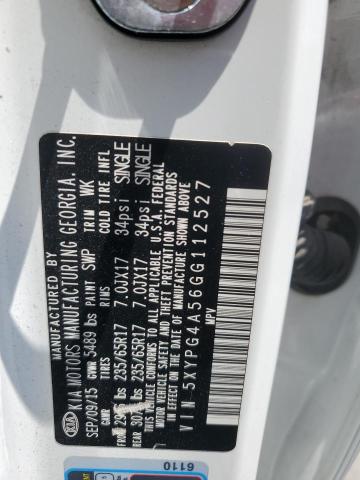 MANUFACTURED BY
KIA KIA MOTORS MANUFACTURING GEORGIA, INC.
SEP/09/15 GVWR 5489 lbs PAINT SWP TRIM WK
GAWR TIRES RIMS COLD TIRE INFL
FRONT 235/65R17 7.0JX17 34psi SINGLE
REAR 235/65R17 7.0JX17 34psi SINGLE
THIS VEHICLE CONFORMS TO ALL APPLICABLE U.S.A. FEDERAL
MOTOR VEHICLE SAFETY AND THEFT PREVENTION STANDARDS
IN EFFECT ON THE DATE OF MANUFACTURE SHOWN ABOVE
VIN 5XYPG4A56GG112527
MPV
6110